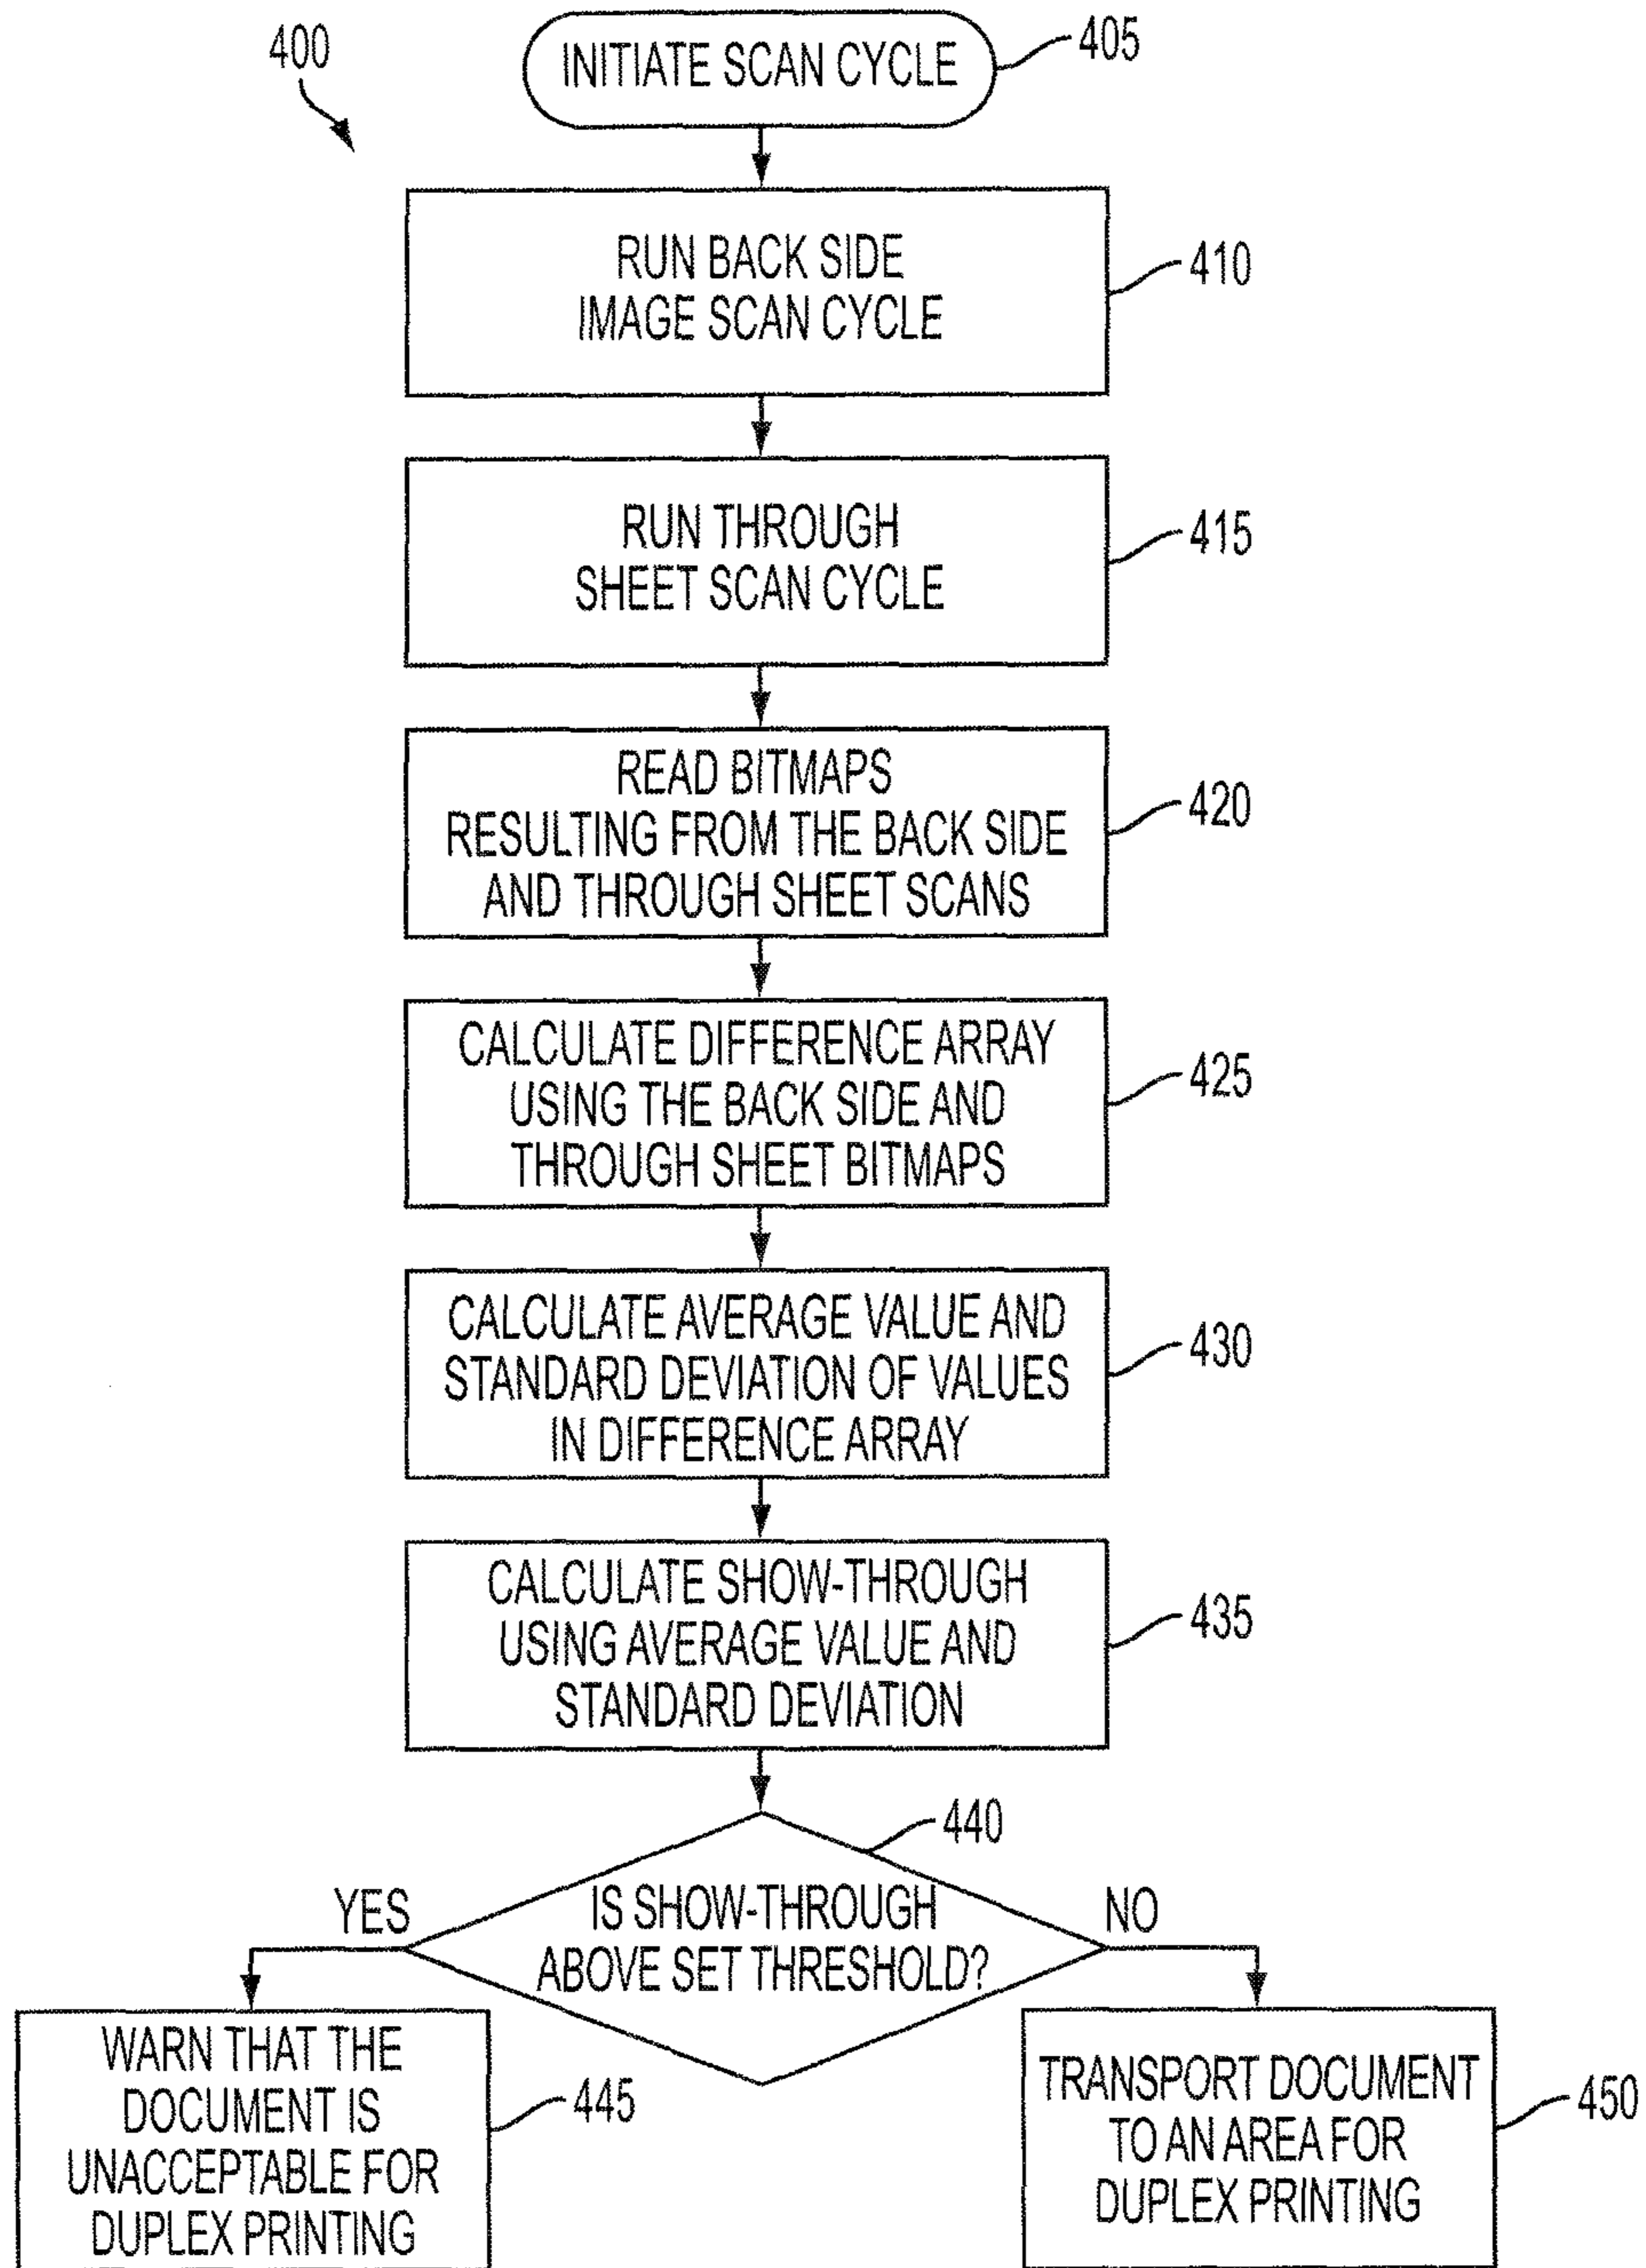 400
INITIATE SCAN CYCLE
405
RUN BACK SIDE
IMAGE SCAN CYCLE
410
RUN THROUGH
SHEET SCAN CYCLE
415
READ BITMAPS
RESULTING FROM THE BACK SIDE
AND THROUGH SHEET SCANS
420
CALCULATE DIFFERENCE ARRAY
USING THE BACK SIDE AND
THROUGH SHEET BITMAPS
425
CALCULATE AVERAGE VALUE AND
STANDARD DEVIATION OF VALUES
IN DIFFERENCE ARRAY
430
CALCULATE SHOW-THROUGH
USING AVERAGE VALUE AND
STANDARD DEVIATION
435
440
YES
IS SHOW-THROUGH
ABOVE SET THRESHOLD?
NO
WARN THAT THE
DOCUMENT IS
UNACCEPTABLE FOR
DUPLEX PRINTING
445
TRANSPORT DOCUMENT
TO AN AREA FOR
DUPLEX PRINTING
450